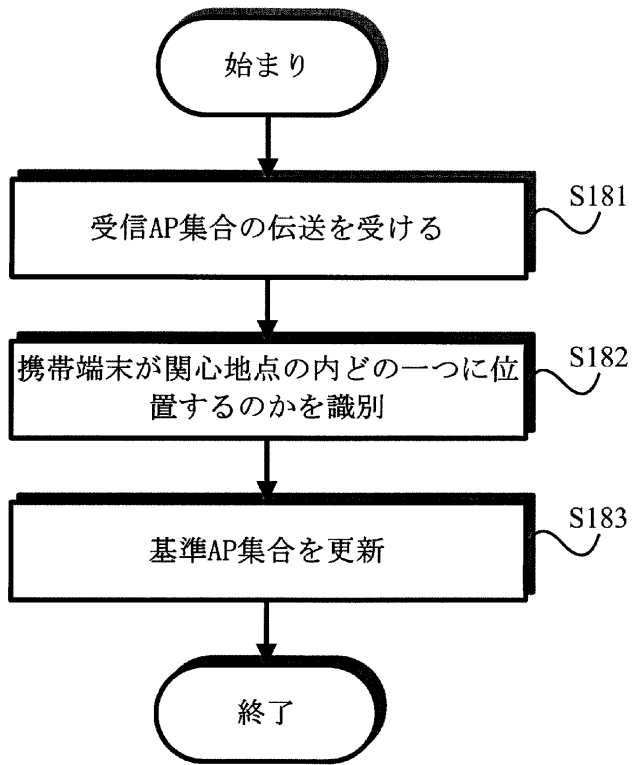 始まり
受信AP集合の伝送を受ける
S181
携帯端末が関心地点の内どの一つに位
置するのかを識別
S182
基準AP集合を更新
S183
終了